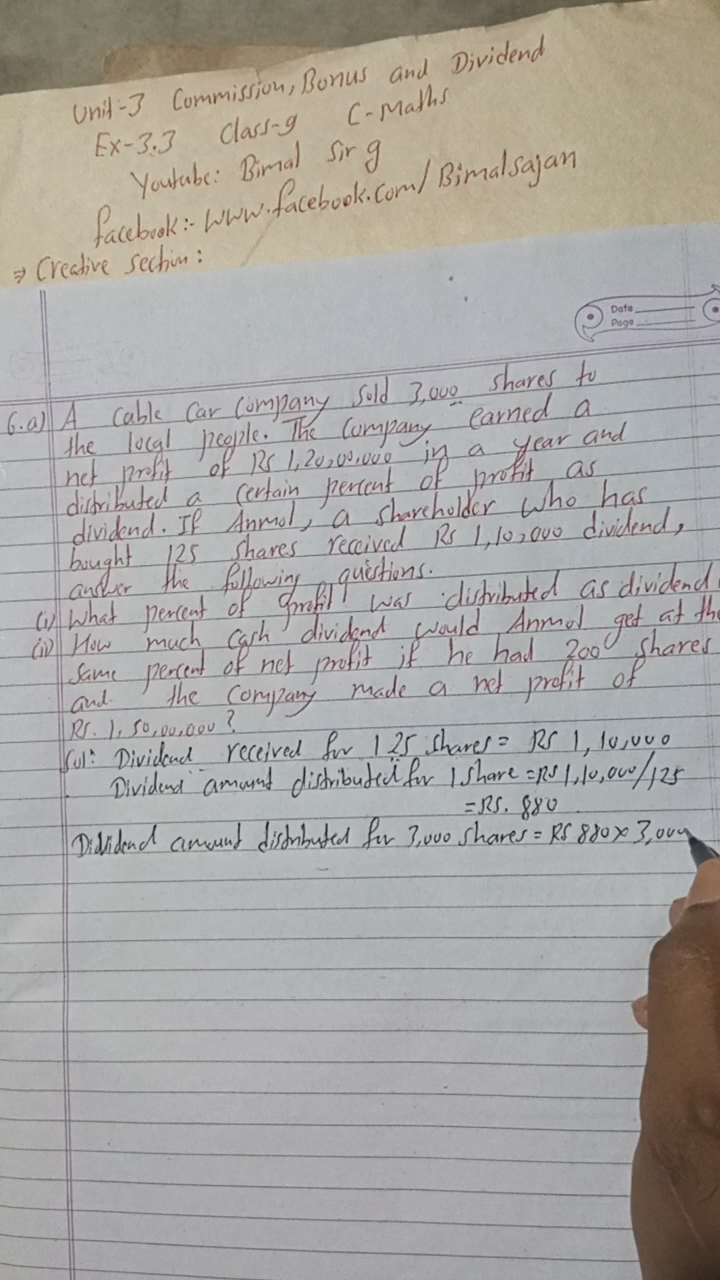 Unit-3 Commission, Bonus and Dividend
Ex-3.3 Class-9 C-Maths
Youtube: Bimal Sir g
facebook:- www.facebook.com/Bimalsajan
⇒ Creative section:
Date
Page
6.a) A Cable Car Company Sold 3,000 shares to
the local people. The Company earned a
net profit of RS 1,20,00,000 in a year and
distributed a certain percent of profit as
dividend. If Anmol, a shareholder who has
bought 125 shares received Rs 1,10,000 dividend,
answer the following questions.
(i) What percent of profit was distributed as dividend
(ii) How much cash dividend would Anmol get at the
same percent of net profit if he had 200 shares
and the Company made a net profit of
Rs. 1,50,00,000?
Sol: Dividend received for 125 shares = RS 1,10,000
Dividend amount distributed for 1 share = RS 1,10,000/125
= RS. 880
Dividend amount distributed for 3,000 shares = RS 880 × 3,000